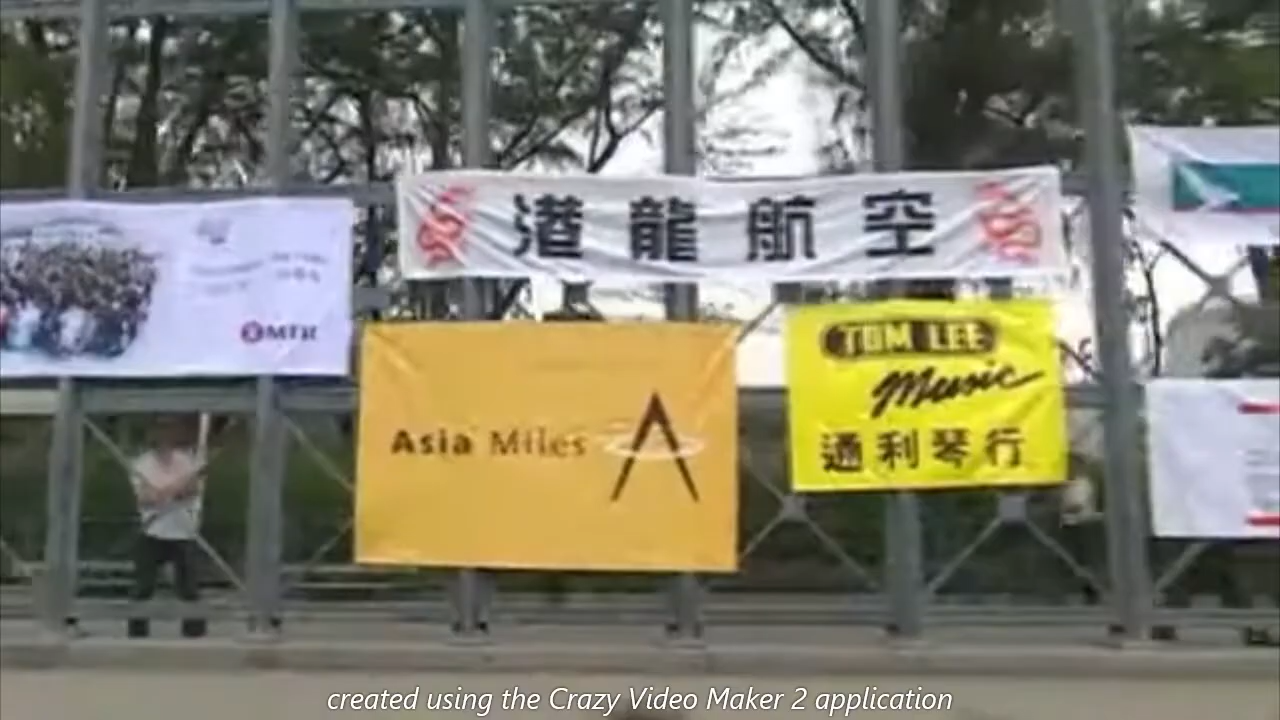 港龍航空
MTR
Asia Miles
TOM LEE
Music
通利琴行
created using the Crazy Video Maker 2 application